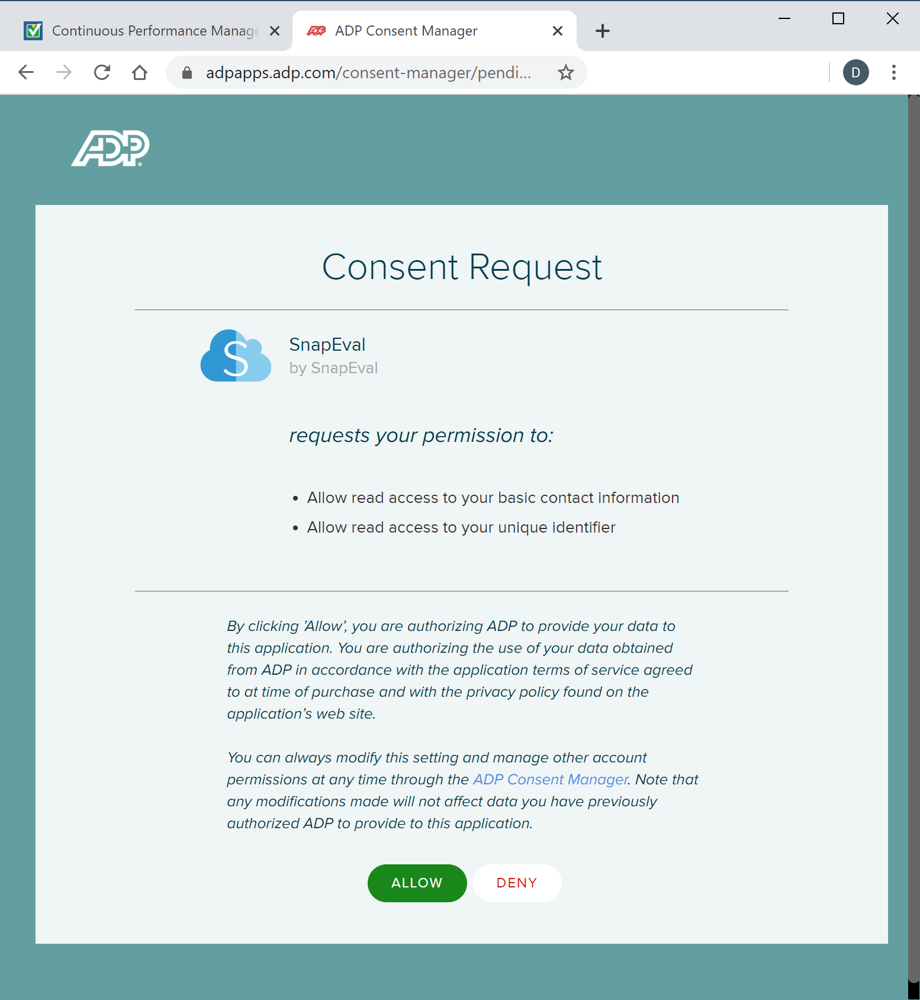 Continuous Performance Manage
ADP Consent Manager
adpapps.adp.com/consent-manager/pendi...
D
ADP®
Consent Request
S
SnapEval
by SnapEval
requests your permission to:
• Allow read access to your basic contact information
• Allow read access to your unique identifier
By clicking ’Allow’, you are authorizing ADP to provide your data to
this application. You are authorizing the use of your data obtained
from ADP in accordance with the application terms of service agreed
to at time of purchase and with the privacy policy found on the
application’s web site.
You can always modify this setting and manage other account
permissions at any time through the ADP Consent Manager. Note that
any modifications made will not affect data you have previously
authorized ADP to provide to this application.
ALLOW DENY